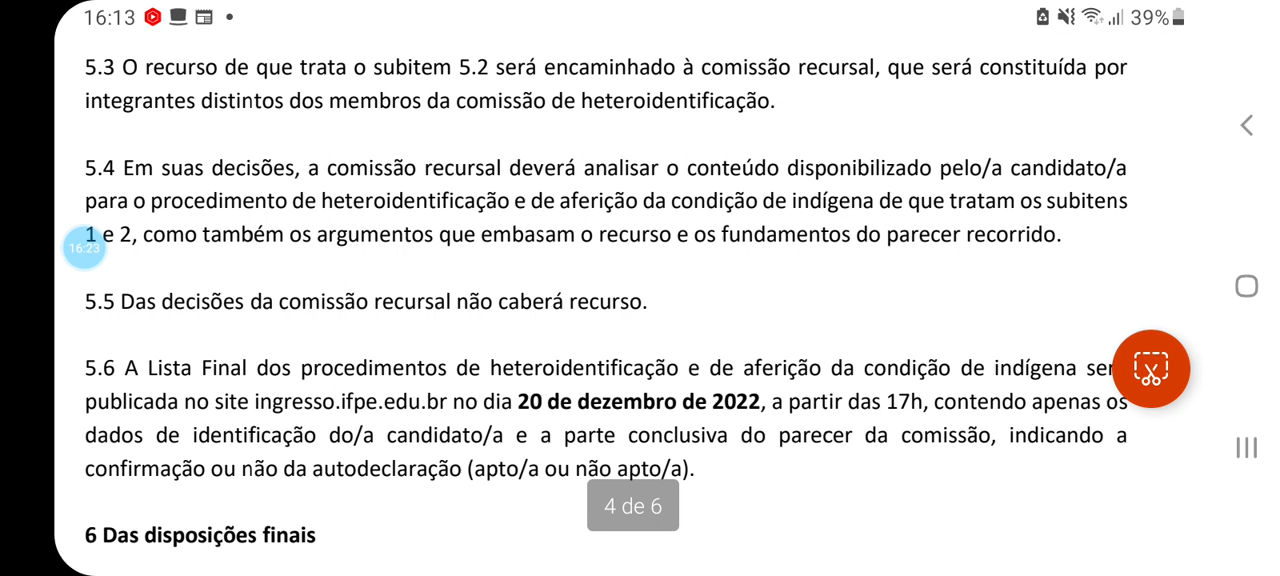 16:13
39%
5.3 O recurso de que trata o subitem 5.2 será encaminhado à comissão recursal, que será constituída por
integrantes distintos dos membros da comissão de heteroidentificação.
5.4 Em suas decisões, a comissão recursal deverá analisar o conteúdo disponibilizado pelo/a candidato/a
para o procedimento de heteroidentificação e de aferição da condição de indígena de que tratam os subitens
1 e 2, como também os argumentos que embasam o recurso e os fundamentos do parecer recorrido.
16:23
5.5 Das decisões da comissão recursal não caberá recurso.
5.6 A Lista Final dos procedimentos de heteroidentificação e de aferição da condição de indígena
publicada no site ingresso.ifpe.edu.br no dia 20 de dezembro de 2022, a partir das 17h, contendo apenas os
dados de identificação do/a candidato/a e a parte conclusiva do parecer da comissão, indicando a
confirmação ou não da autodeclaração (apto/a ou não apto/a).
4 de 6
6 Das disposições finais